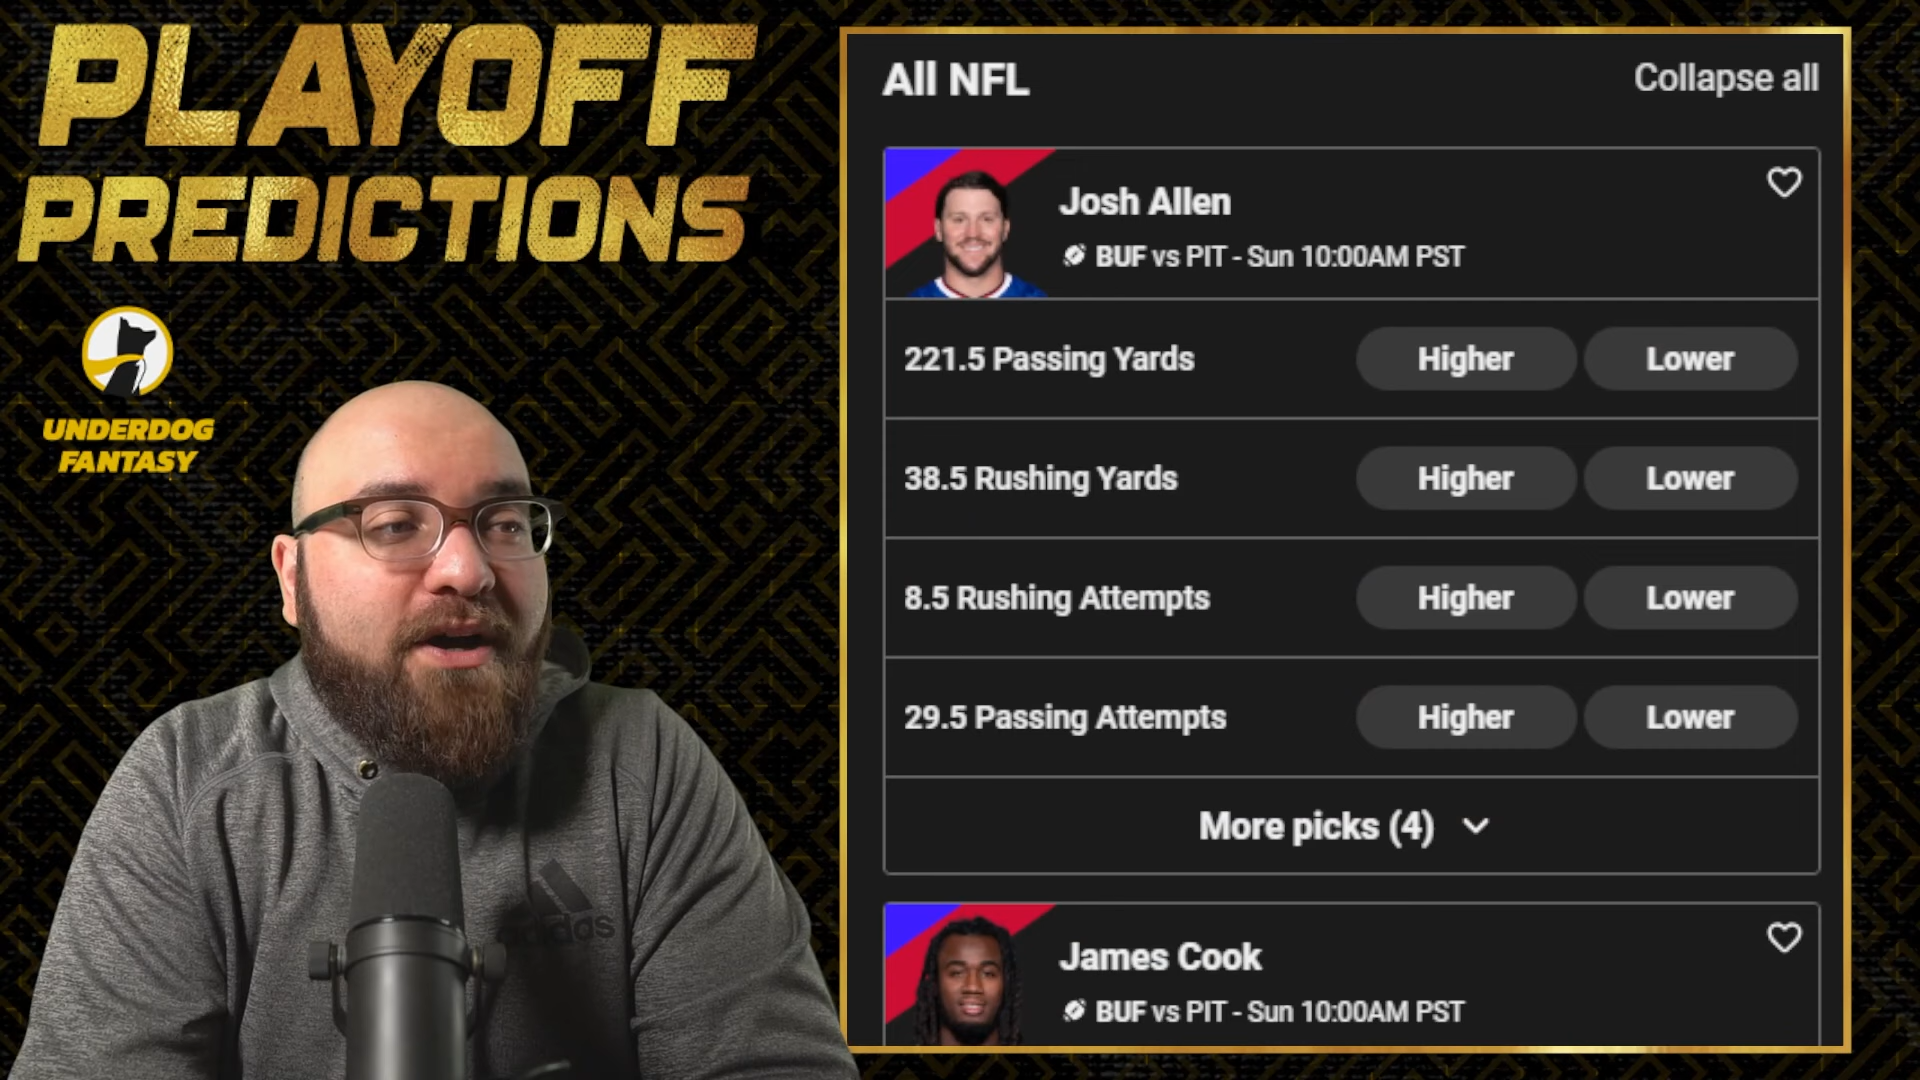 PLAYOFF
PREDICTIONS
UNDERDOG
FANTASY
adidas
All NFL
Collapse all
Josh Allen
BUF vs PIT - Sun 10:00AM PST
221.5 Passing Yards
Higher
Lower
38.5 Rushing Yards
Higher
Lower
8.5 Rushing Attempts
Higher
Lower
29.5 Passing Attempts
Higher
Lower
More picks (4)
James Cook
BUF vs PIT - Sun 10:00AM PST